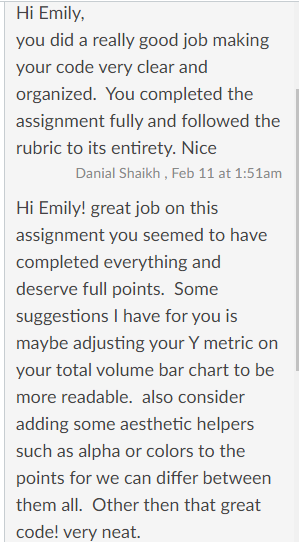 Hi Emily,
you did a really good job making
your code very clear and
organized.  You completed the
assignment fully and followed the
rubric to its entirety. Nice
Danial Shaikh , Feb 11 at 1:51am
Hi Emily! great job on this
assignment you seemed to have
completed everything and
deserve full points.  Some
suggestions I have for you is
maybe adjusting your Y metric on
your total volume bar chart to be
more readable.  also consider
adding some aesthetic helpers
such as alpha or colors to the
points for we can differ between
them all.  Other then that great
code! very neat.